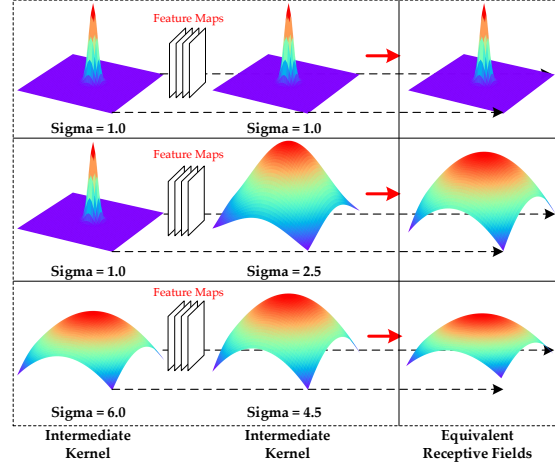 Feature Maps
Sigma = 1.0
Sigma = 1.0
Feature Maps
Sigma = 1.0
Sigma = 2.5
Feature Maps
Sigma = 6.0
Sigma = 4.5
Intermediate
Kernel
Intermediate
Kernel
Equivalent
Receptive Fields